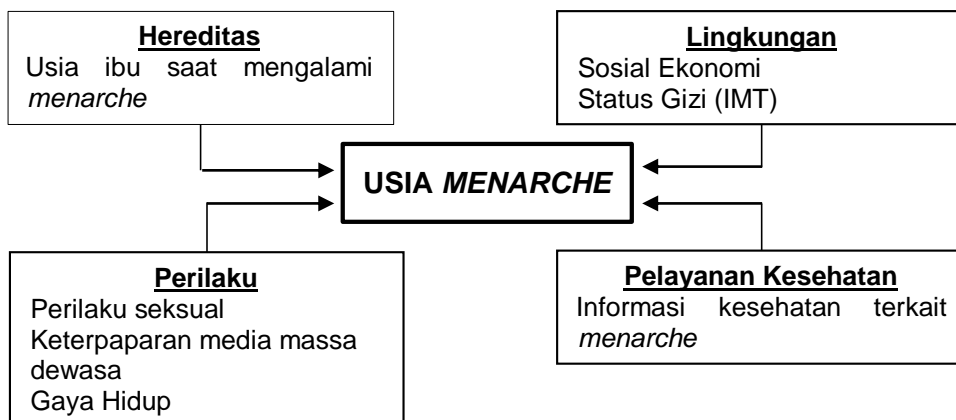 Hereditas
Usia ibu saat mengalami
menarche
Lingkungan
Sosial Ekonomi
Status Gizi (IMT)
USIA MENARCHE
Perilaku
Perilaku seksual
Keterpaparan media massa
dewasa
Gaya Hidup
Pelayanan Kesehatan
Informasi kesehatan terkait
menarche